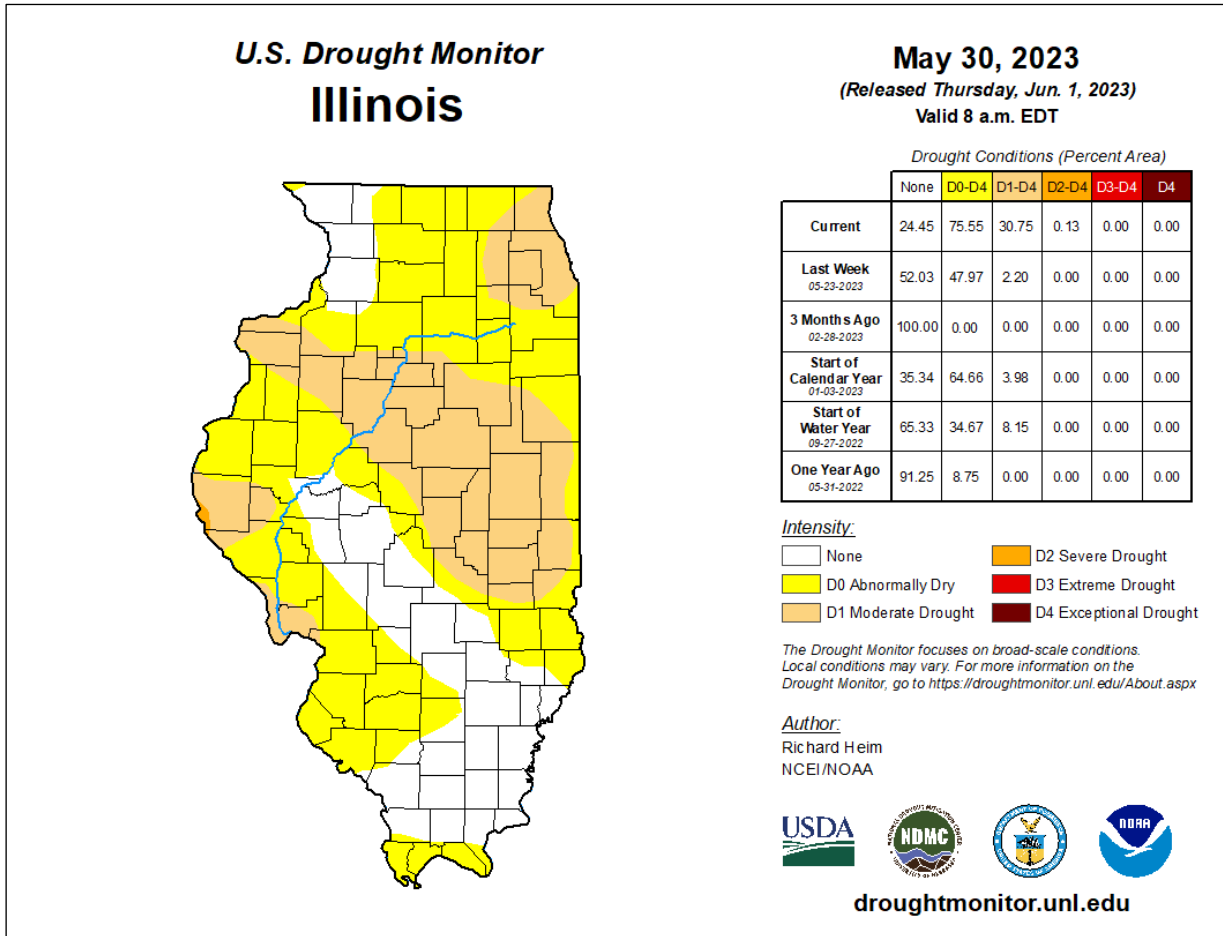 U.S. Drought Monitor
Illinois
May 30, 2023
(Released Thursday, Jun. 1, 2023)
Valid 8 a.m. EDT
Drought Conditions (Percent Area)
None D0-D4 D1-D4 D2-D4 D3-D4 D4
Current 24.45 75.55 30.75 0.13 0.00 0.00
Last Week
05-23-2023
52.03 47.97 2.20 0.00 0.00 0.00
3 Months Ago
02-28-2023
100.00 0.00 0.00 0.00 0.00 0.00
Start of
Calendar Year
01-03-2023
35.34 64.66 3.98 0.00 0.00 0.00
Start of
Water Year
09-27-2022
65.33 34.67 8.15 0.00 0.00 0.00
One Year Ago
05-31-2022
91.25 8.75 0.00 0.00 0.00 0.00
Intensity:
None
D0 Abnormally Dry
D1 Moderate Drought
D2 Severe Drought
D3 Extreme Drought
D4 Exceptional Drought
The Drought Monitor focuses on broad-scale conditions.
Local conditions may vary. For more information on the
Drought Monitor, go to https://droughtmonitor.unl.edu/About.aspx
Author:
Richard Heim
NCEI/NOAA
USDA
NDMC
NOAA
droughtmonitor.unl.edu